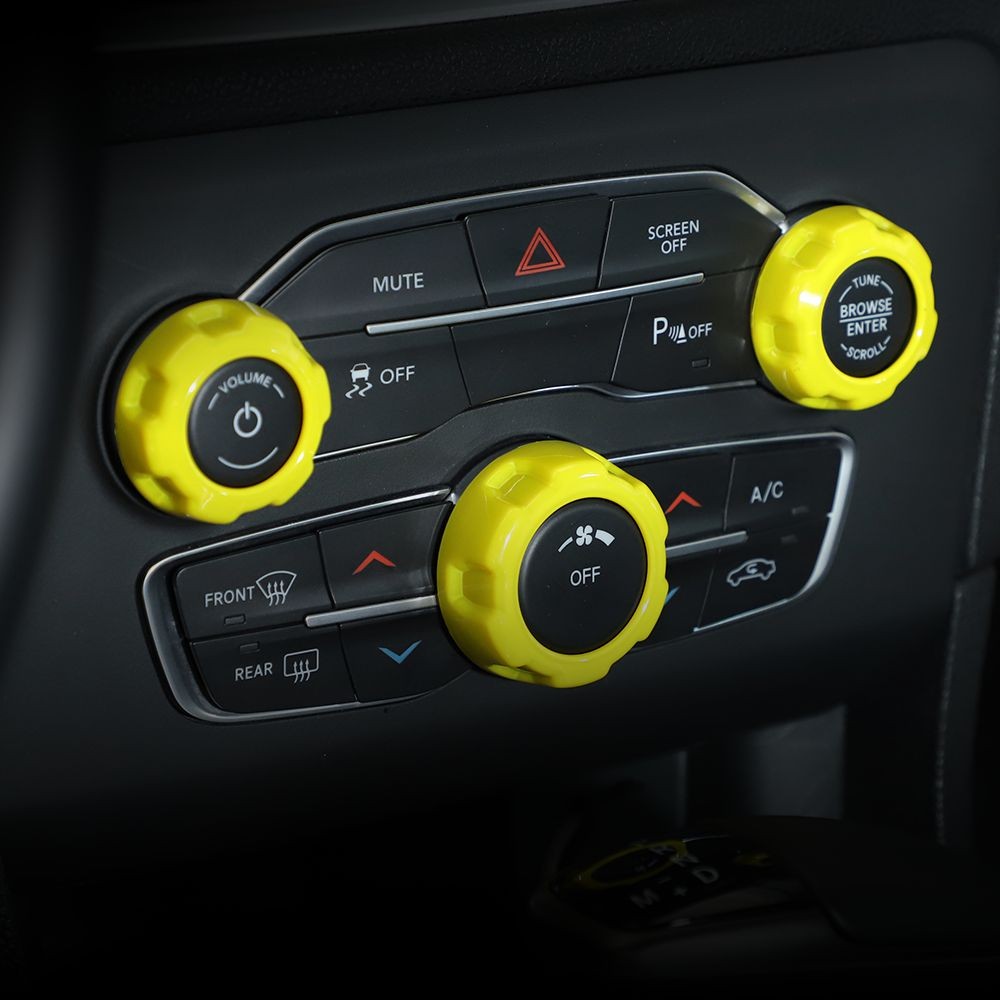 MUTE
SCREEN
OFF
OFF
P OFF
VOLUME
TUNE
BROWSE
ENTER
SCROLL
FRONT
REAR
OFF
A/C
R
N
M + D